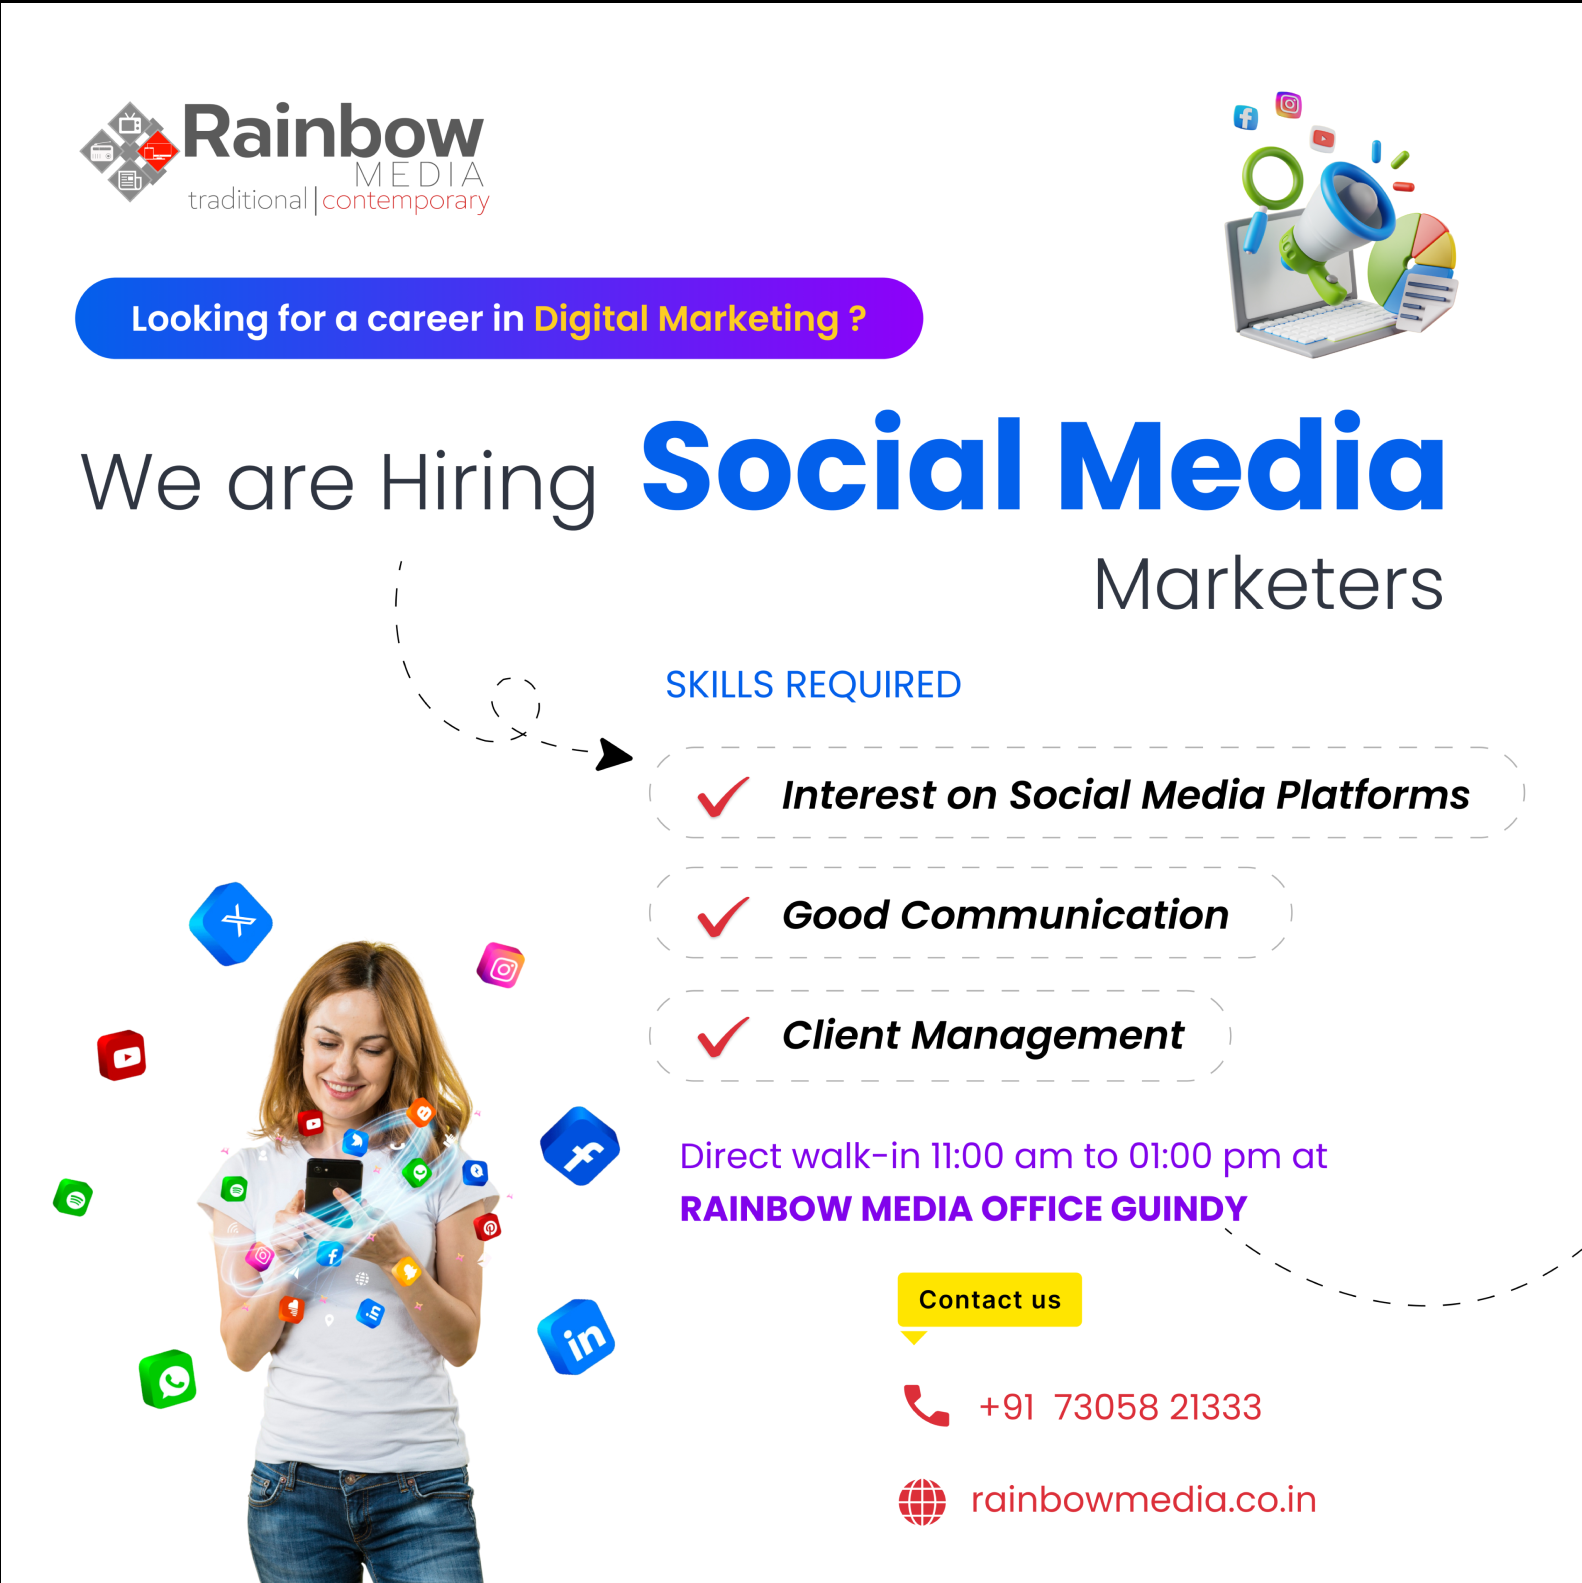 Rainbow
MEDIA
traditional|contemporary
Looking for a career in Digital Marketing ?
We are Hiring Social Media
Marketers
SKILLS REQUIRED
Interest on Social Media Platforms
Good Communication
Client Management
Direct walk-in 11:00 am to 01:00 pm at
RAINBOW MEDIA OFFICE GUINDY
Contact us
+91 73058 21333
rainbowmedia.co.in